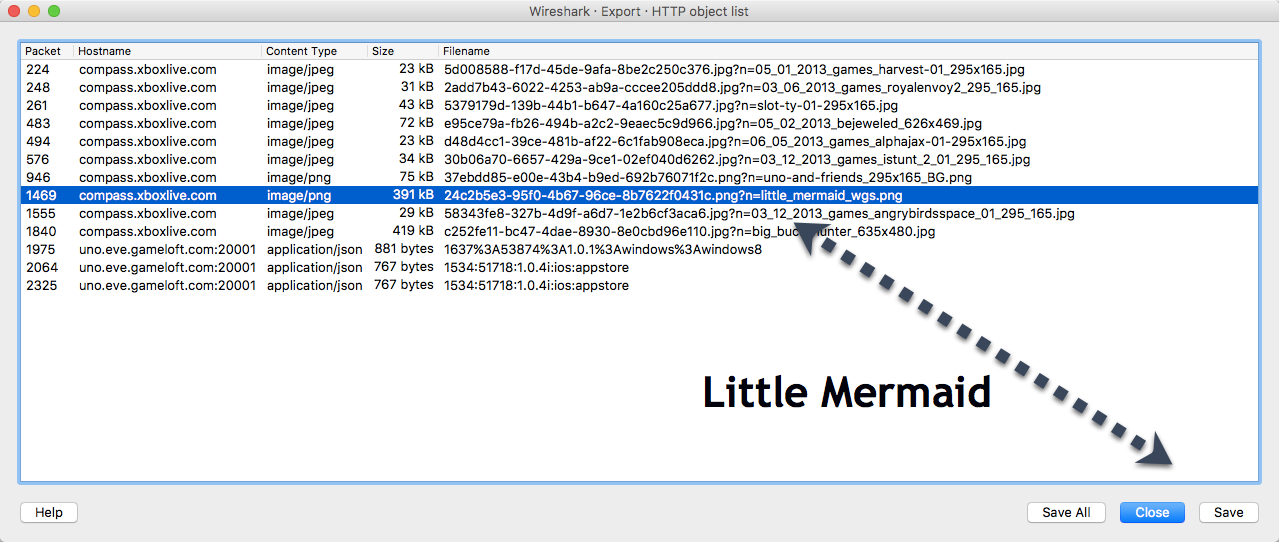 Wireshark · Export · HTTP object list
Packet Hostname Content Type Size Filename
224 compass.xboxlive.com image/jpeg 23 kB 5d008588-f17d-45de-9afa-8be2c250c376.jpg?n=05_01_2013_games_harvest-01_295x165.jpg
248 compass.xboxlive.com image/jpeg 31 kB 2add7b43-6022-4253-ab9a-cccee205ddd8.jpg?n=03_06_2013_games_royalenvoy2_295_165.jpg
261 compass.xboxlive.com image/jpeg 43 kB 5379179d-139b-44b1-b647-4a160c25a677.jpg?n=slot-ty-01-295x165.jpg
483 compass.xboxlive.com image/jpeg 72 kB e95ce79a-fb26-494b-a2c2-9eaec5c9d966.jpg?n=05_02_2013_bejeweled_626x469.jpg
494 compass.xboxlive.com image/jpeg 23 kB d48d4cc1-39ce-481b-af22-6c1fab908eca.jpg?n=06_05_2013_games_alphajax-01-295x165.jpg
576 compass.xboxlive.com image/jpeg 34 kB 30b06a70-6657-429a-9ce1-02ef040d6262.jpg?n=03_12_2013_games_istunt_2_01_295_165.jpg
946 compass.xboxlive.com image/png 75 kB 37ebdd85-e00e-43b4-b9ed-692b76071f2c.png?n=uno-and-friends_295x165_BG.png
1469 compass.xboxlive.com image/png 391 kB 24c2b5e3-95f0-4b67-96ce-8b7622f0431c.png?n=little_mermaid_wgs.png
1555 compass.xboxlive.com image/jpeg 29 kB 58343fe8-327b-4d9f-a6d7-1e2b6cf3aca6.jpg?n=03_12_2013_games_angrybirdsspace_01_295_165.jpg
1840 compass.xboxlive.com image/jpeg 419 kB c252fe11-bc47-4dae-8930-8e0cbd96e110.jpg?n=big_buck_hunter_635x480.jpg
1975 uno.eve.gameloft.com:20001 application/json 881 bytes 1637%3A53874%3A1.0.1%3Awindows%3Awindows8
2064 uno.eve.gameloft.com:20001 application/json 767 bytes 1534:51718:1.0.4i:ios:appstore
2325 uno.eve.gameloft.com:20001 application/json 767 bytes 1534:51718:1.0.4i:ios:appstore
Little Mermaid
Help Save All Close Save